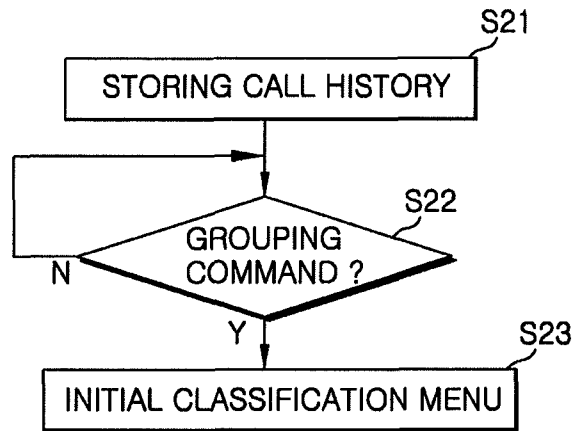 S21
STORING CALL HISTORY
S22
GROUPING
COMMAND ?
N
Y
S23
INITIAL CLASSIFICATION MENU